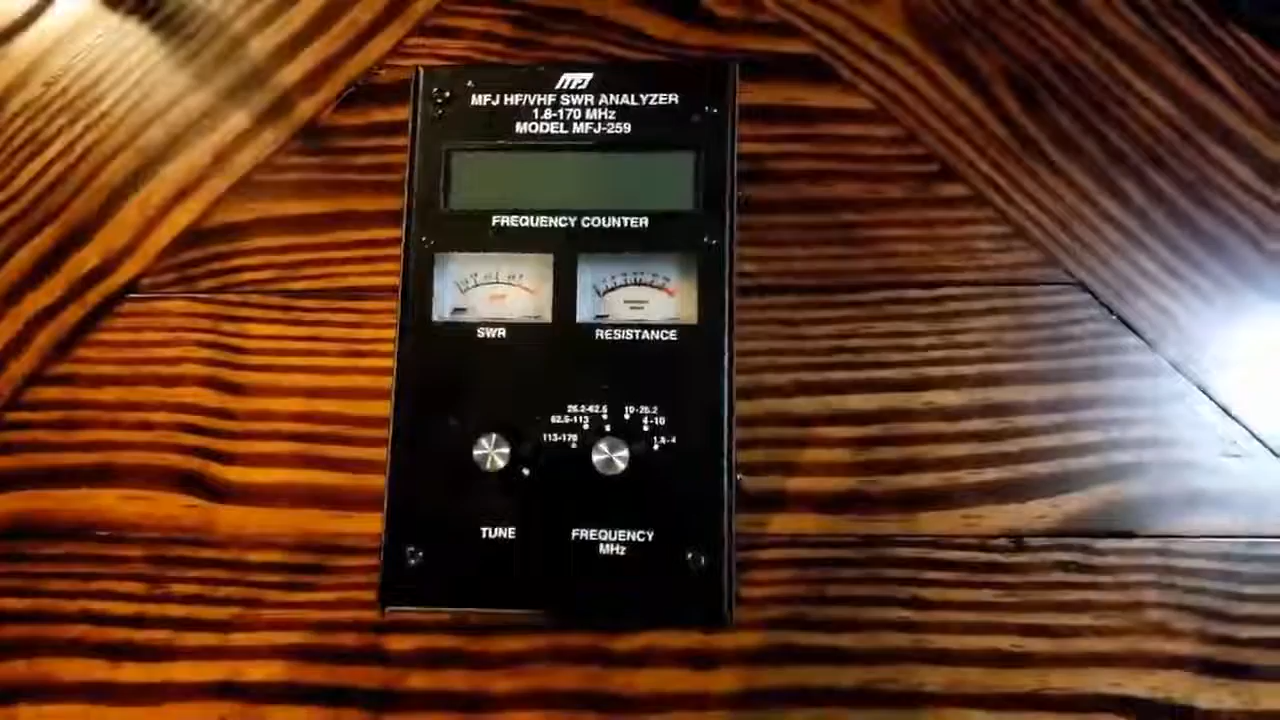 MFJ
MFJ HF/VHF SWR ANALYZER
1.8-170 MHz
MODEL MFJ-259
FREQUENCY COUNTER
SWR
RESISTANCE
26.2-62.5
10-26.2
62.5-113
4-10
113-170
1.8-4
TUNE
FREQUENCY
MHz